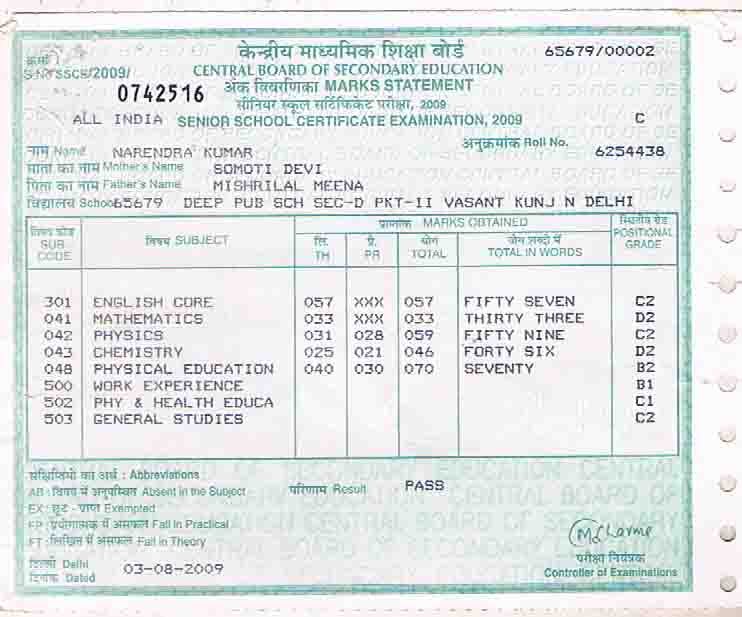 केन्द्रीय माध्यमिक शिक्षा बोर्ड 65679/00002
क्रमां
S.No SSCE/2009/ CENTRAL BOARD OF SECONDARY EDUCATION
0742516 अंक विवरणिका MARKS STATEMENT
सीनियर स्कूल सर्टिफिकेट परीक्षा, 2009
ALL INDIA SENIOR SCHOOL CERTIFICATE EXAMINATION, 2009 C
नाम Name NARENDRA KUMAR अनुक्रमांक Roll No. 6254438
माता का नाम Mother's Name SOMOTI DEVI
पिता का नाम Father's Name MISHRILAL MEENA
विद्यालय School 65679 DEEP PUB SCH SEC-D PKT-II VASANT KUNJ N DELHI
विषय कोड SUB. CODE विषय SUBJECT प्राप्तांक MARKS OBTAINED स्थितीय ग्रेड POSITIONAL GRADE
लि. TH प्रै. PR योग TOTAL योग शब्दों में TOTAL IN WORDS
301 ENGLISH CORE 057 XXX 057 FIFTY SEVEN C2
041 MATHEMATICS 033 XXX 033 THIRTY THREE D2
042 PHYSICS 031 028 059 FIFTY NINE C2
043 CHEMISTRY 025 021 046 FORTY SIX D2
048 PHYSICAL EDUCATION 040 030 070 SEVENTY B2
500 WORK EXPERIENCE B1
502 PHY & HEALTH EDUCA C1
503 GENERAL STUDIES C2
संक्षिप्तियों का अर्थ : Abbreviations
AB : विषय में अनुपस्थित Absent in the Subject परिणाम Result PASS
EX : छूट - प्राप्त Exempted
FP : प्रयोगात्मक में असफल Fail in Practical
FT : लिखित में असफल Fail in Theory
दिल्ली Delhi
दिनांक Dated 03-08-2009
परीक्षा नियंत्रक
Controller of Examinations